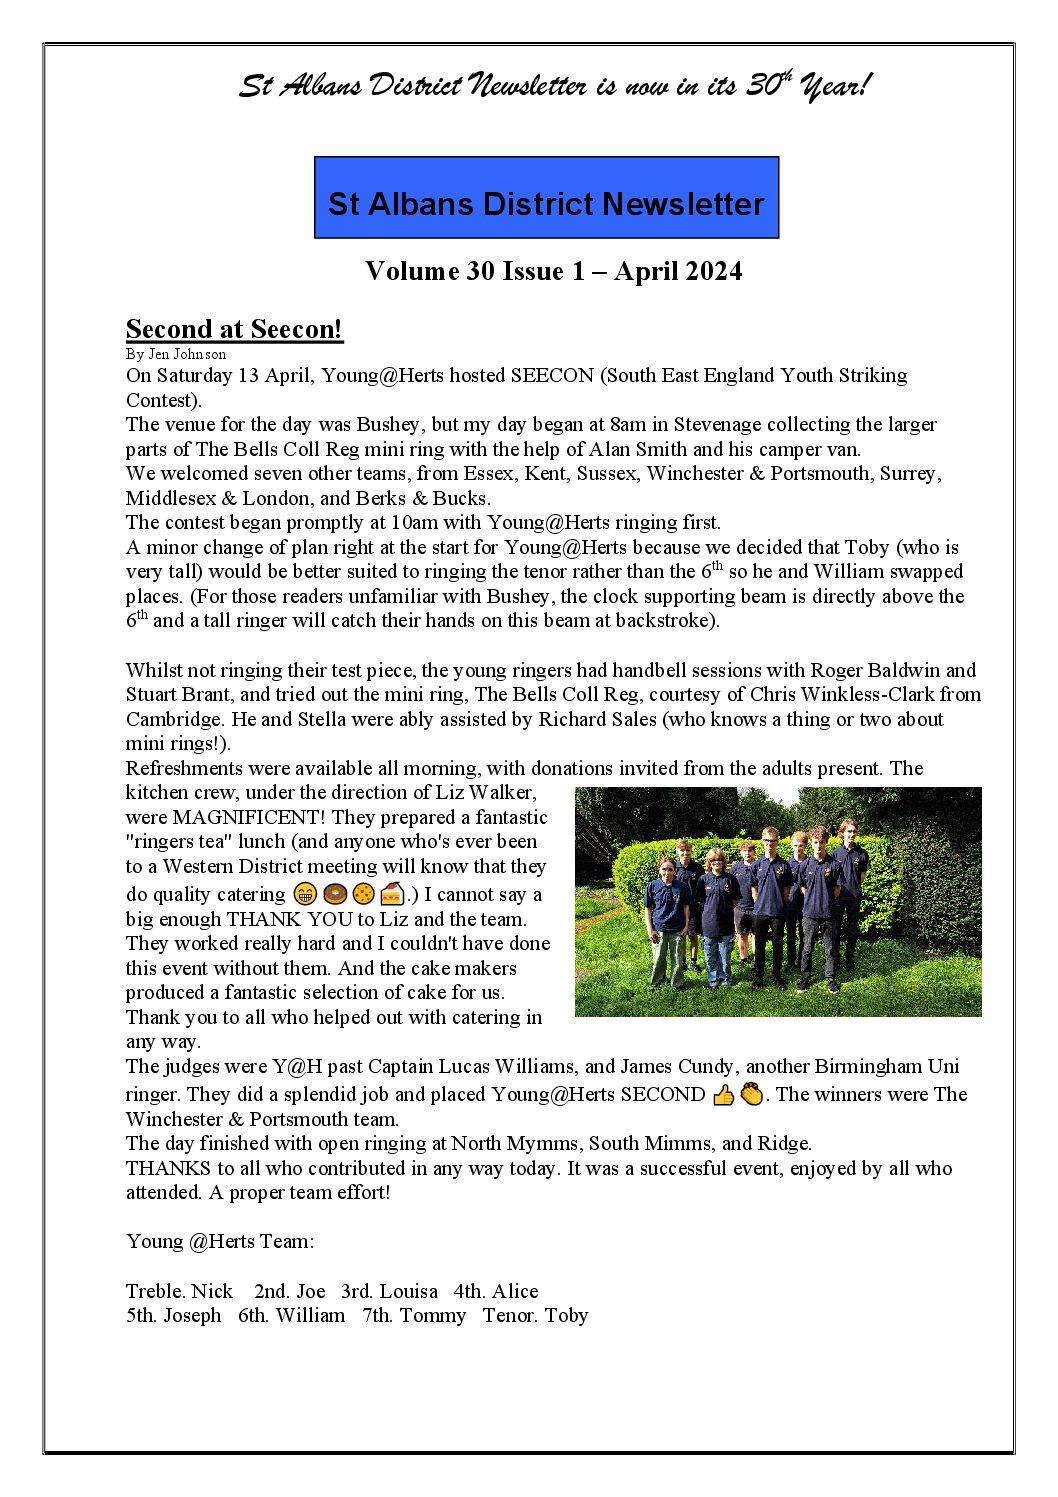 St Albans District Newsletter is now in its 30th Year!
St Albans District Newsletter
Volume 30 Issue 1 – April 2024
Second at Seecon!
By Jen Johnson
On Saturday 13 April, Young@Herts hosted SEECON (South East England Youth Striking
Contest).
The venue for the day was Bushey, but my day began at 8am in Stevenage collecting the larger
parts of The Bells Coll Reg mini ring with the help of Alan Smith and his camper van.
We welcomed seven other teams, from Essex, Kent, Sussex, Winchester & Portsmouth, Surrey,
Middlesex & London, and Berks & Bucks.
The contest began promptly at 10am with Young@Herts ringing first.
A minor change of plan right at the start for Young@Herts because we decided that Toby (who is
very tall) would be better suited to ringing the tenor rather than the 6th so he and William swapped
places. (For those readers unfamiliar with Bushey, the clock supporting beam is directly above the
6th and a tall ringer will catch their hands on this beam at backstroke).
Whilst not ringing their test piece, the young ringers had handbell sessions with Roger Baldwin and
Stuart Brant, and tried out the mini ring, The Bells Coll Reg, courtesy of Chris Winkless-Clark from
Cambridge. He and Stella were ably assisted by Richard Sales (who knows a thing or two about
mini rings!).
Refreshments were available all morning, with donations invited from the adults present. The
kitchen crew, under the direction of Liz Walker,
were MAGNIFICENT! They prepared a fantastic
"ringers tea" lunch (and anyone who's ever been
to a Western District meeting will know that they
do quality catering 😁🍩🍪🍰.) I cannot say a
big enough THANK YOU to Liz and the team.
They worked really hard and I couldn't have done
this event without them. And the cake makers
produced a fantastic selection of cake for us.
Thank you to all who helped out with catering in
any way.
The judges were Y@H past Captain Lucas Williams, and James Cundy, another Birmingham Uni
ringer. They did a splendid job and placed Young@Herts SECOND 👍👏. The winners were The
Winchester & Portsmouth team.
The day finished with open ringing at North Mymms, South Mimms, and Ridge.
THANKS to all who contributed in any way today. It was a successful event, enjoyed by all who
attended. A proper team effort!
Young @Herts Team:
Treble. Nick 2nd. Joe 3rd. Louisa 4th. Alice
5th. Joseph 6th. William 7th. Tommy Tenor. Toby